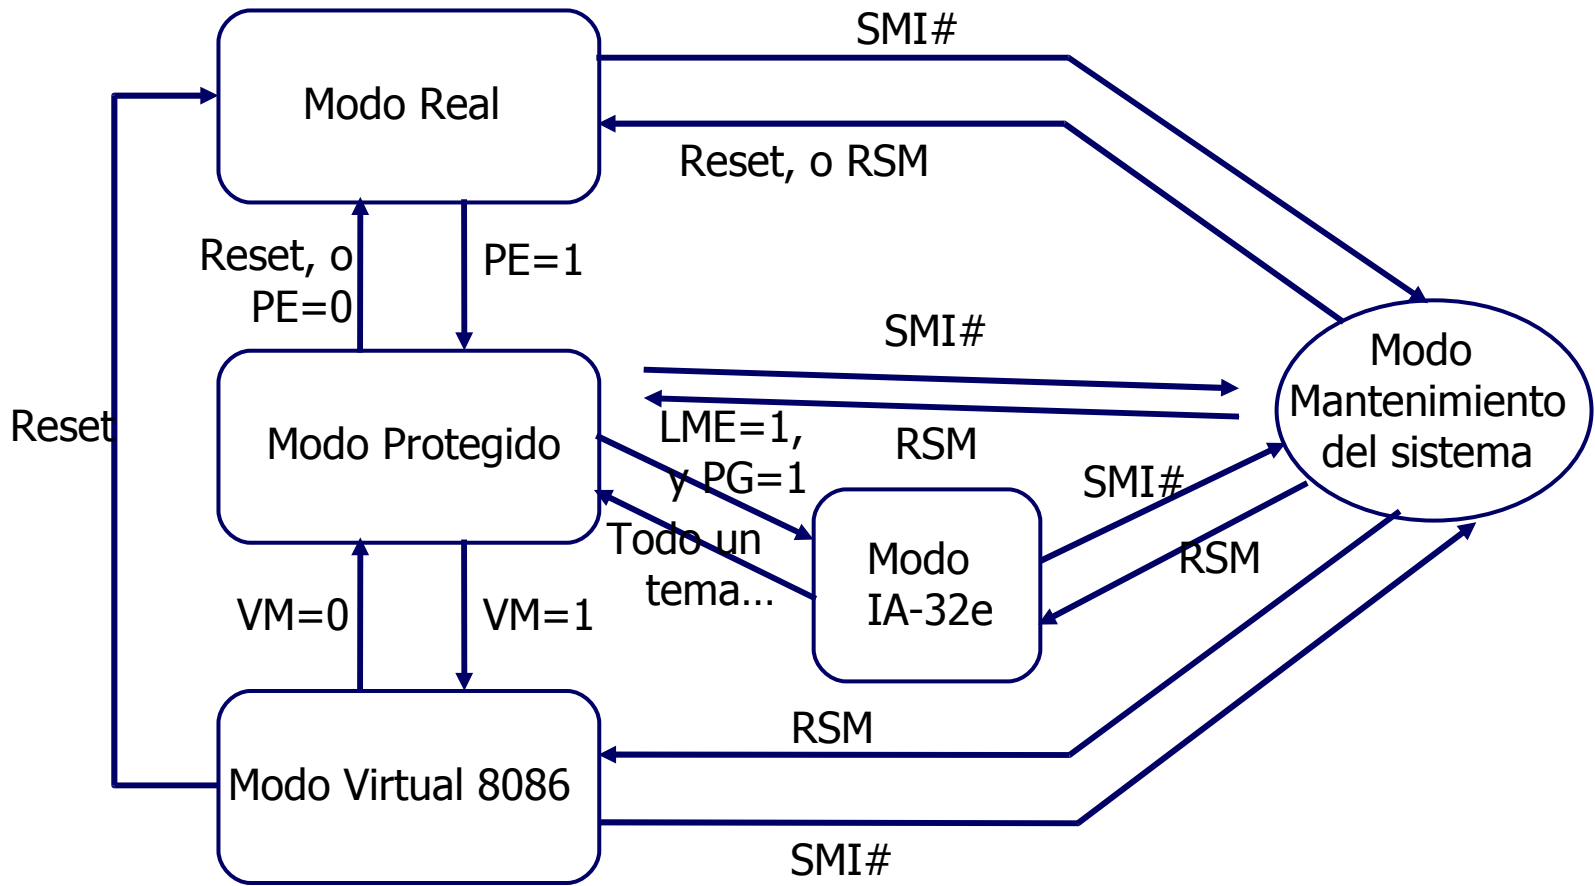 SMI#
Modo Real
Reset, o RSM
Reset, o
PE=0
PE=1
SMI#
Modo
Mantenimiento
del sistema
Reset
Modo Protegido
LME=1,
y PG=1
RSM
SMI#
Todo un
tema...
Modo
IA-32e
RSM
VM=0
VM=1
RSM
Modo Virtual 8086
SMI#